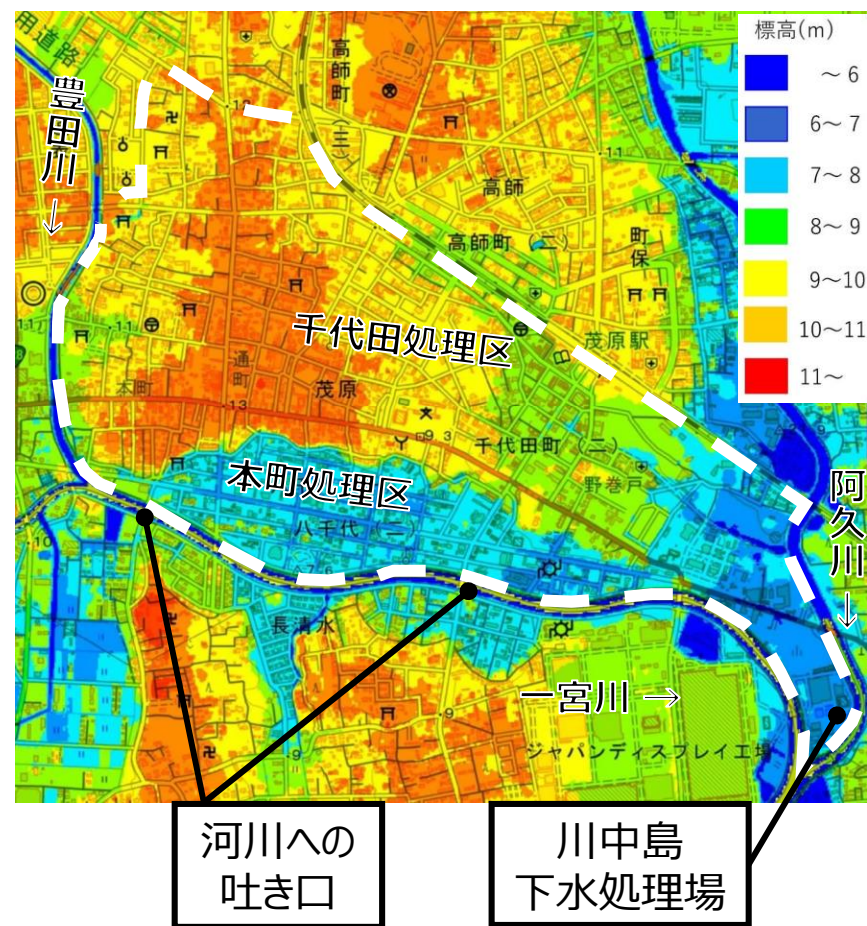 標高(m)
～6
6～7
7～8
8～9
9～10
10～11
11～
用道路
豊田川
↓
高師町
(三)
高師
高師町(二)
町保
茂原駅
千代田処理区
本町
通町
茂原
千代田町(二)
野巻戸
本町処理区
八千代(二)
阿久川
↓
長清水
一宮川→
ジャパンディスプレイ工場
河川への
吐き口
川中島
下水処理場